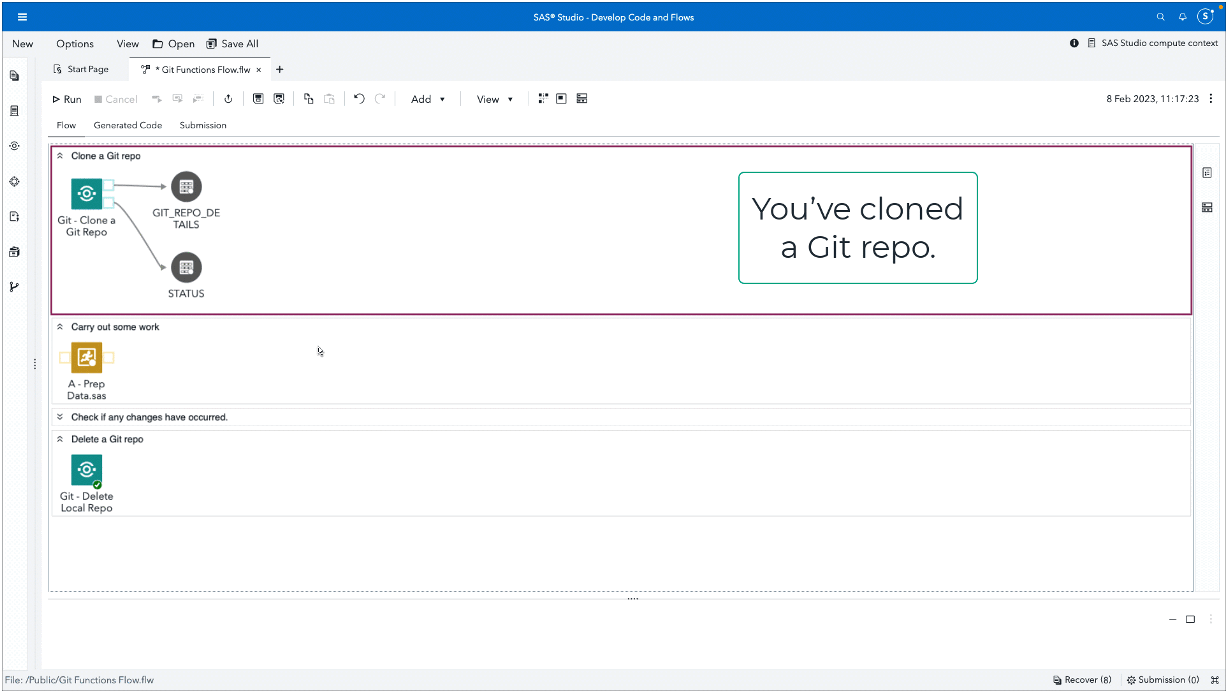 SAS® Studio - Develop Code and Flows
S
New Options View Open Save All
SAS Studio compute context
Start Page * Git Functions Flow.flw × +
Run Cancel Add View 8 Feb 2023, 11:17:23
Flow Generated Code Submission
Clone a Git repo
Git - Clone a
Git Repo
GIT_REPO_DE
TAILS
STATUS
You’ve cloned
a Git repo.
Carry out some work
A - Prep
Data.sas
Check if any changes have occurred.
Delete a Git repo
Git - Delete
Local Repo
File: /Public/Git Functions Flow.flw
Recover (8) Submission (0)